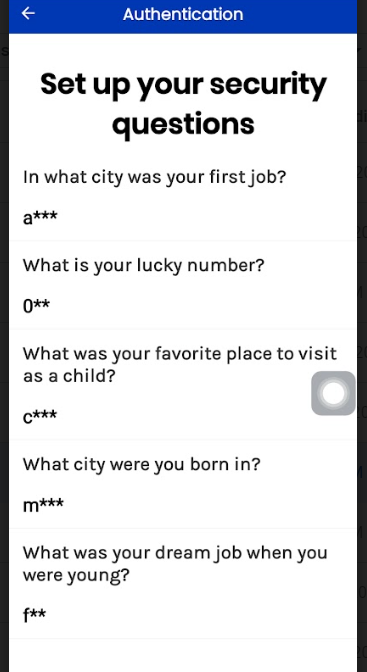 Authentication
Set up your security
questions
In what city was your first job?
a***
What is your lucky number?
0**
What was your favorite place to visit
as a child?
c***
What city were you born in?
m***
What was your dream job when you
were young?
f**